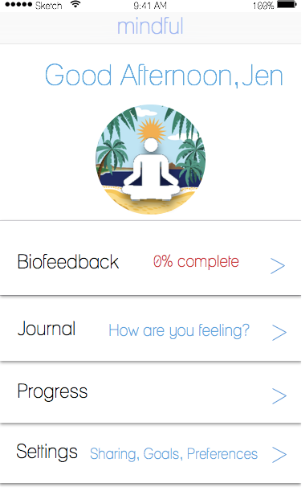 Sketch 9:41 AM 100%
mindful
Good Afternoon,Jen
Biofeedback 0% complete
Journal How are you feeling?
Progress
Settings Sharing, Goals, Preferences